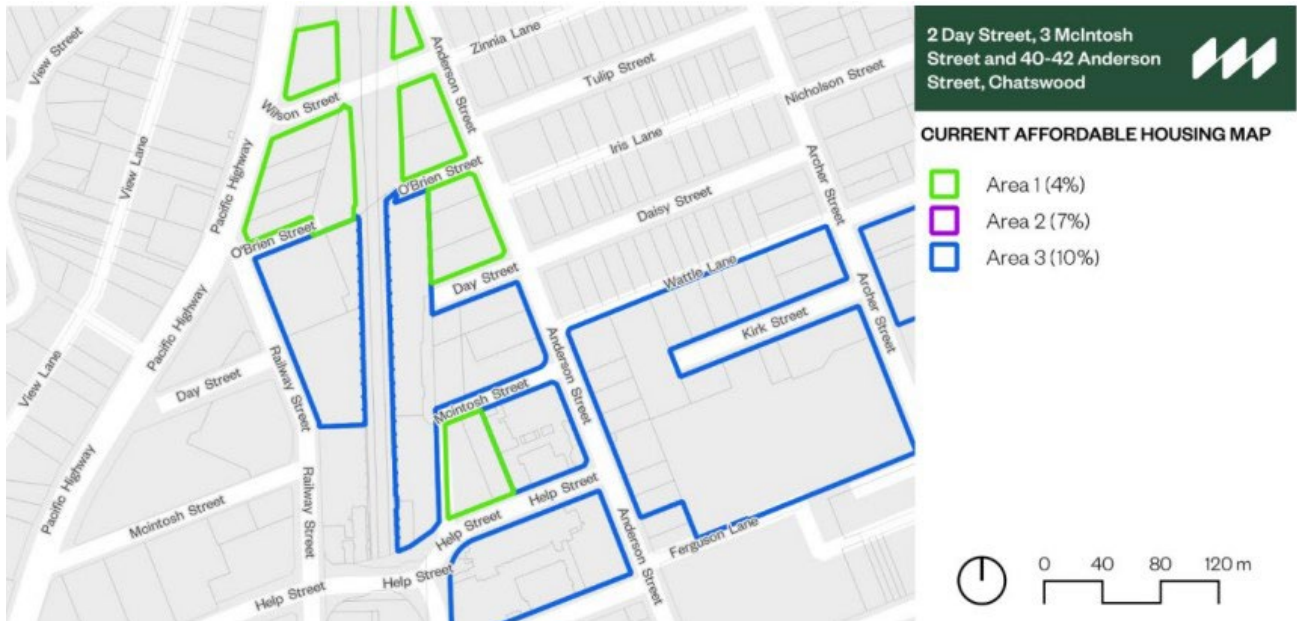 2 Day Street, 3 McIntosh
Street and 40-42 Anderson
Street, Chatswood
CURRENT AFFORDABLE HOUSING MAP
Area 1 (4%)
Area 2 (7%)
Area 3 (10%)
0 40 80 120 m
View Street
View Lane
Pacific Highway
Wilson Street
Zinnia Lane
Anderson Street
Tulip Street
Nicholson Street
Iris Lane
Archer Street
O'Brien Street
Daisy Street
O'Brien Street
Day Street
Wattle Lane
Archer Street
Kirk Street
Pacific Highway
View Lane
Day Street
Railway Street
Anderson Street
Mcintosh Street
Pacific Highway
Mcintosh Street
Railway Street
Help Street
Help Street
Anderson Street
Ferguson Lane
Help Street
Help Street